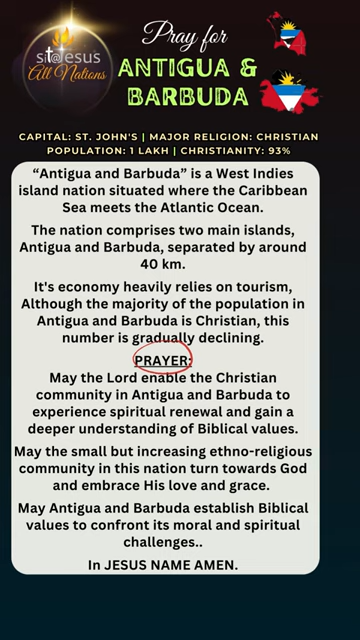 Pray for
sit@Jesus
All Nations
ANTIGUA &
BARBUDA
CAPITAL: ST. JOHN'S | MAJOR RELIGION: CHRISTIAN
POPULATION: 1 LAKH | CHRISTIANITY: 93%
“Antigua and Barbuda” is a West Indies
island nation situated where the Caribbean
Sea meets the Atlantic Ocean.
The nation comprises two main islands,
Antigua and Barbuda, separated by around
40 km.
It's economy heavily relies on tourism,
Although the majority of the population in
Antigua and Barbuda is Christian, this
number is gradually declining.
PRAYER:
May the Lord enable the Christian
community in Antigua and Barbuda to
experience spiritual renewal and gain a
deeper understanding of Biblical values.
May the small but increasing ethno-religious
community in this nation turn towards God
and embrace His love and grace.
May Antigua and Barbuda establish Biblical
values to confront its moral and spiritual
challenges..
In JESUS NAME AMEN.